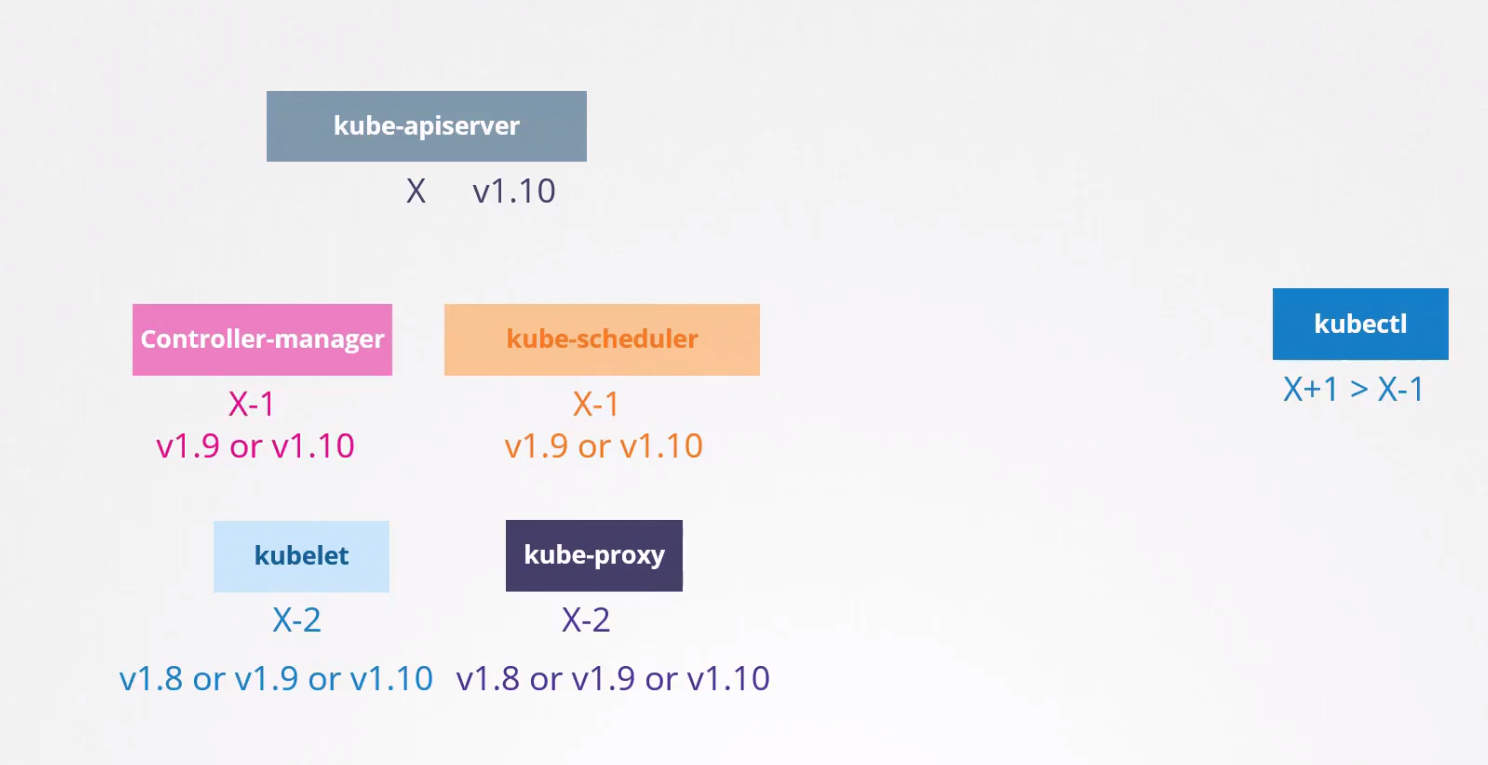 kube-apiserver
X v1.10
Controller-manager
X-1
v1.9 or v1.10
kube-scheduler
X-1
v1.9 or v1.10
kubectl
X+1 > X-1
kubelet
X-2
v1.8 or v1.9 or v1.10
kube-proxy
X-2
v1.8 or v1.9 or v1.10